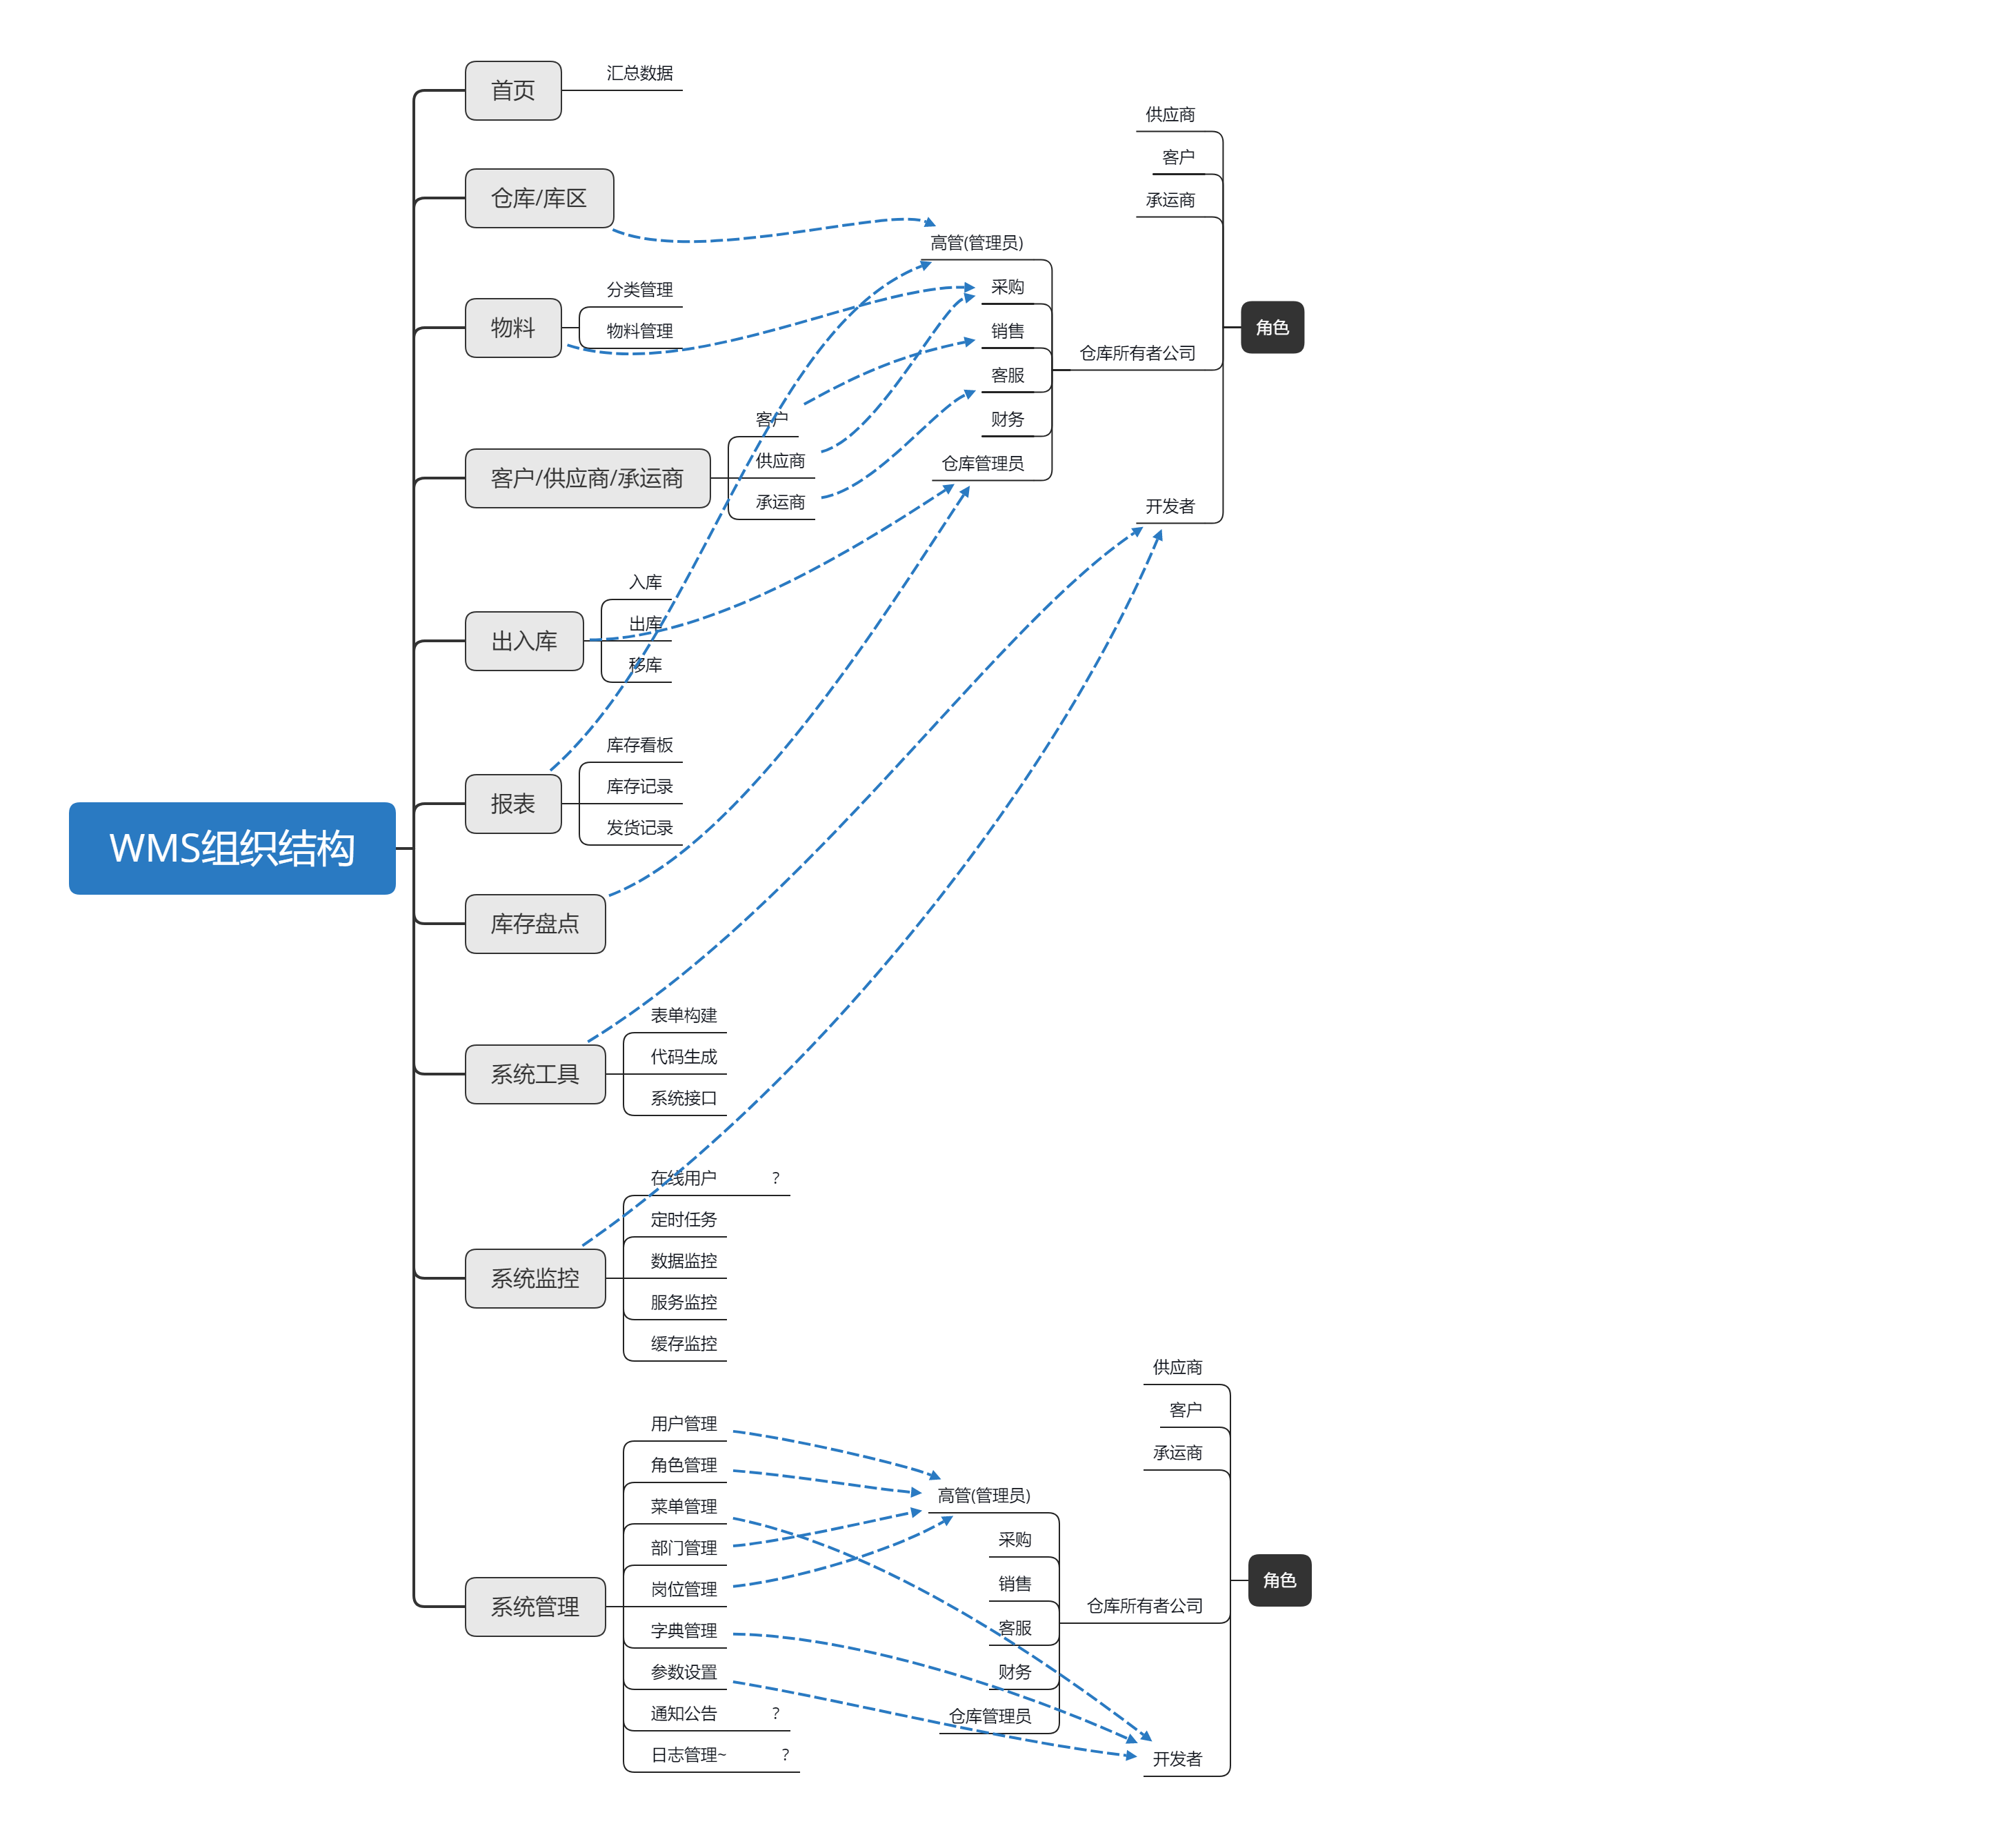 WMS组织结构
首页
汇总数据
仓库/库区
物料
分类管理
物料管理
客户/供应商/承运商
客户
供应商
承运商
出入库
入库
出库
移库
报表
库存看板
库存记录
发货记录
库存盘点
系统工具
表单构建
代码生成
系统接口
系统监控
在线用户 ?
定时任务
数据监控
服务监控
缓存监控
系统管理
用户管理
角色管理
菜单管理
部门管理
岗位管理
字典管理
参数设置
通知公告 ?
日志管理~ ?
角色
供应商
客户
承运商
仓库所有者公司
高管(管理员)
采购
销售
客服
财务
仓库管理员
开发者
角色
供应商
客户
承运商
仓库所有者公司
高管(管理员)
采购
销售
客服
财务
仓库管理员
开发者